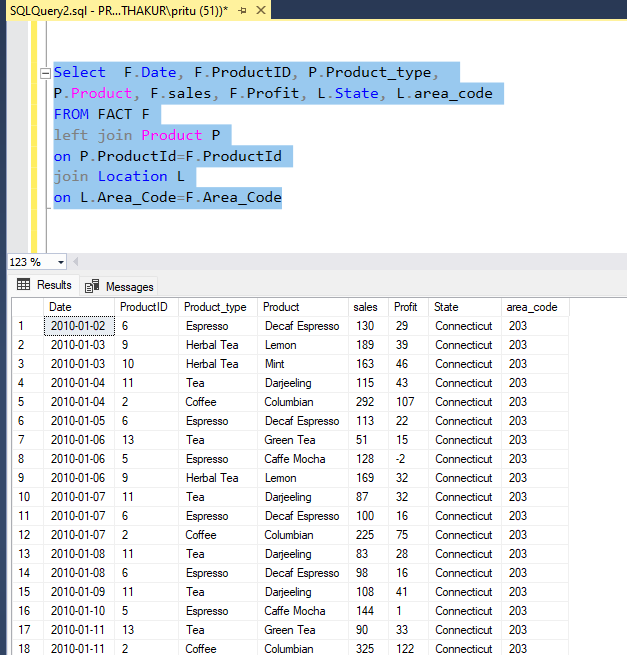 SQLQuery2.sql - PR...THAKUR\pritu (51))*
Select F.Date, F.ProductID, P.Product_type,
P.Product, F.sales, F.Profit, L.State, L.area_code
FROM FACT F
left join Product P
on P.ProductId=F.ProductId
join Location L
on L.Area_Code=F.Area_Code
123 %
Results Messages
Date ProductID Product_type Product sales Profit State area_code
1 2010-01-02 6 Espresso Decaf Espresso 130 29 Connecticut 203
2 2010-01-03 9 Herbal Tea Lemon 189 39 Connecticut 203
3 2010-01-03 10 Herbal Tea Mint 163 46 Connecticut 203
4 2010-01-04 11 Tea Darjeeling 115 43 Connecticut 203
5 2010-01-04 2 Coffee Columbian 292 107 Connecticut 203
6 2010-01-05 6 Espresso Decaf Espresso 113 22 Connecticut 203
7 2010-01-06 13 Tea Green Tea 51 15 Connecticut 203
8 2010-01-06 5 Espresso Caffe Mocha 128 -2 Connecticut 203
9 2010-01-06 9 Herbal Tea Lemon 169 32 Connecticut 203
10 2010-01-07 11 Tea Darjeeling 87 32 Connecticut 203
11 2010-01-07 6 Espresso Decaf Espresso 100 16 Connecticut 203
12 2010-01-07 2 Coffee Columbian 225 75 Connecticut 203
13 2010-01-08 11 Tea Darjeeling 83 28 Connecticut 203
14 2010-01-08 6 Espresso Decaf Espresso 98 16 Connecticut 203
15 2010-01-09 11 Tea Darjeeling 108 41 Connecticut 203
16 2010-01-10 5 Espresso Caffe Mocha 144 1 Connecticut 203
17 2010-01-11 13 Tea Green Tea 90 33 Connecticut 203
18 2010-01-11 2 Coffee Columbian 325 122 Connecticut 203